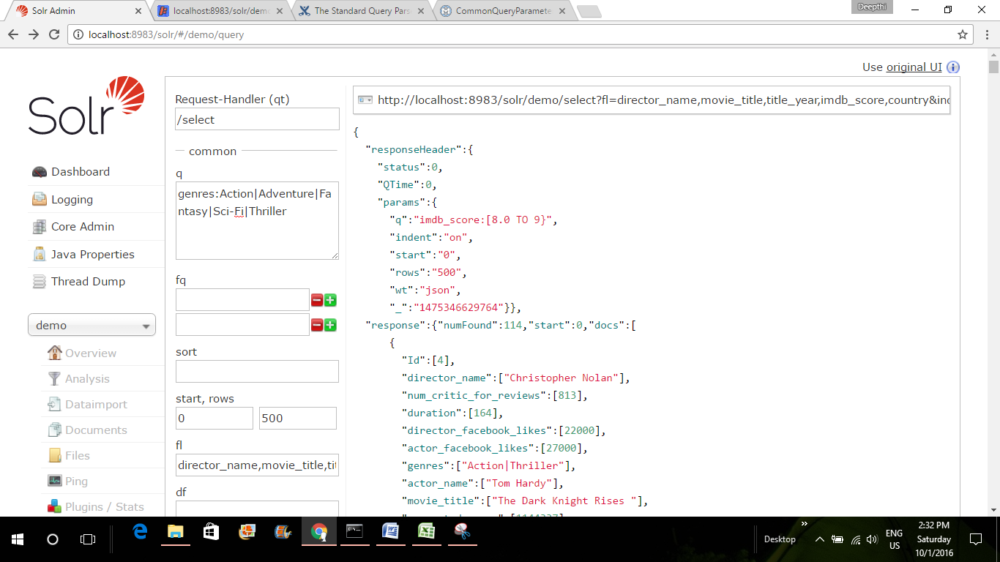 Solr Admin
localhost:8983/solr/demo
The Standard Query Pars
CommonQueryParamete
Deepthi
localhost:8983/solr/#/demo/query
Use original UI
Solr
Dashboard
Logging
Core Admin
Java Properties
Thread Dump
demo
Overview
Analysis
Dataimport
Documents
Files
Ping
Plugins / Stats
Request-Handler (qt)
/select
common
q
genres:Action|Adventure|Fa
ntasy|Sci-Fi|Thriller
fq
sort
start, rows
0 500
fl
director_name,movie_title,tit
df
http://localhost:8983/solr/demo/select?fl=director_name,movie_title,title_year,imdb_score,country&ind
{
"responseHeader":{
"status":0,
"QTime":0,
"params":{
"q":"imdb_score:[8.0 TO 9}",
"indent":"on",
"start":"0",
"rows":"500",
"wt":"json",
"_":"1475346629764"}},
"response":{"numFound":114,"start":0,"docs":[
{
"Id":[4],
"director_name":["Christopher Nolan"],
"num_critic_for_reviews":[813],
"duration":[164],
"director_facebook_likes":[22000],
"actor_facebook_likes":[27000],
"genres":["Action|Thriller"],
"actor_name":["Tom Hardy"],
"movie_title":["The Dark Knight Rises "],
Desktop
ENG
US
2:32 PM
Saturday
10/1/2016